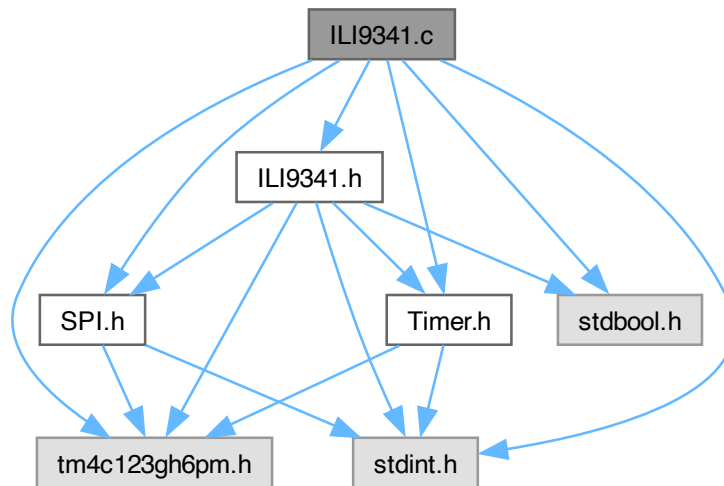 ILI9341.c
ILI9341.h
SPI.h
Timer.h
stdbool.h
tm4c123gh6pm.h
stdint.h